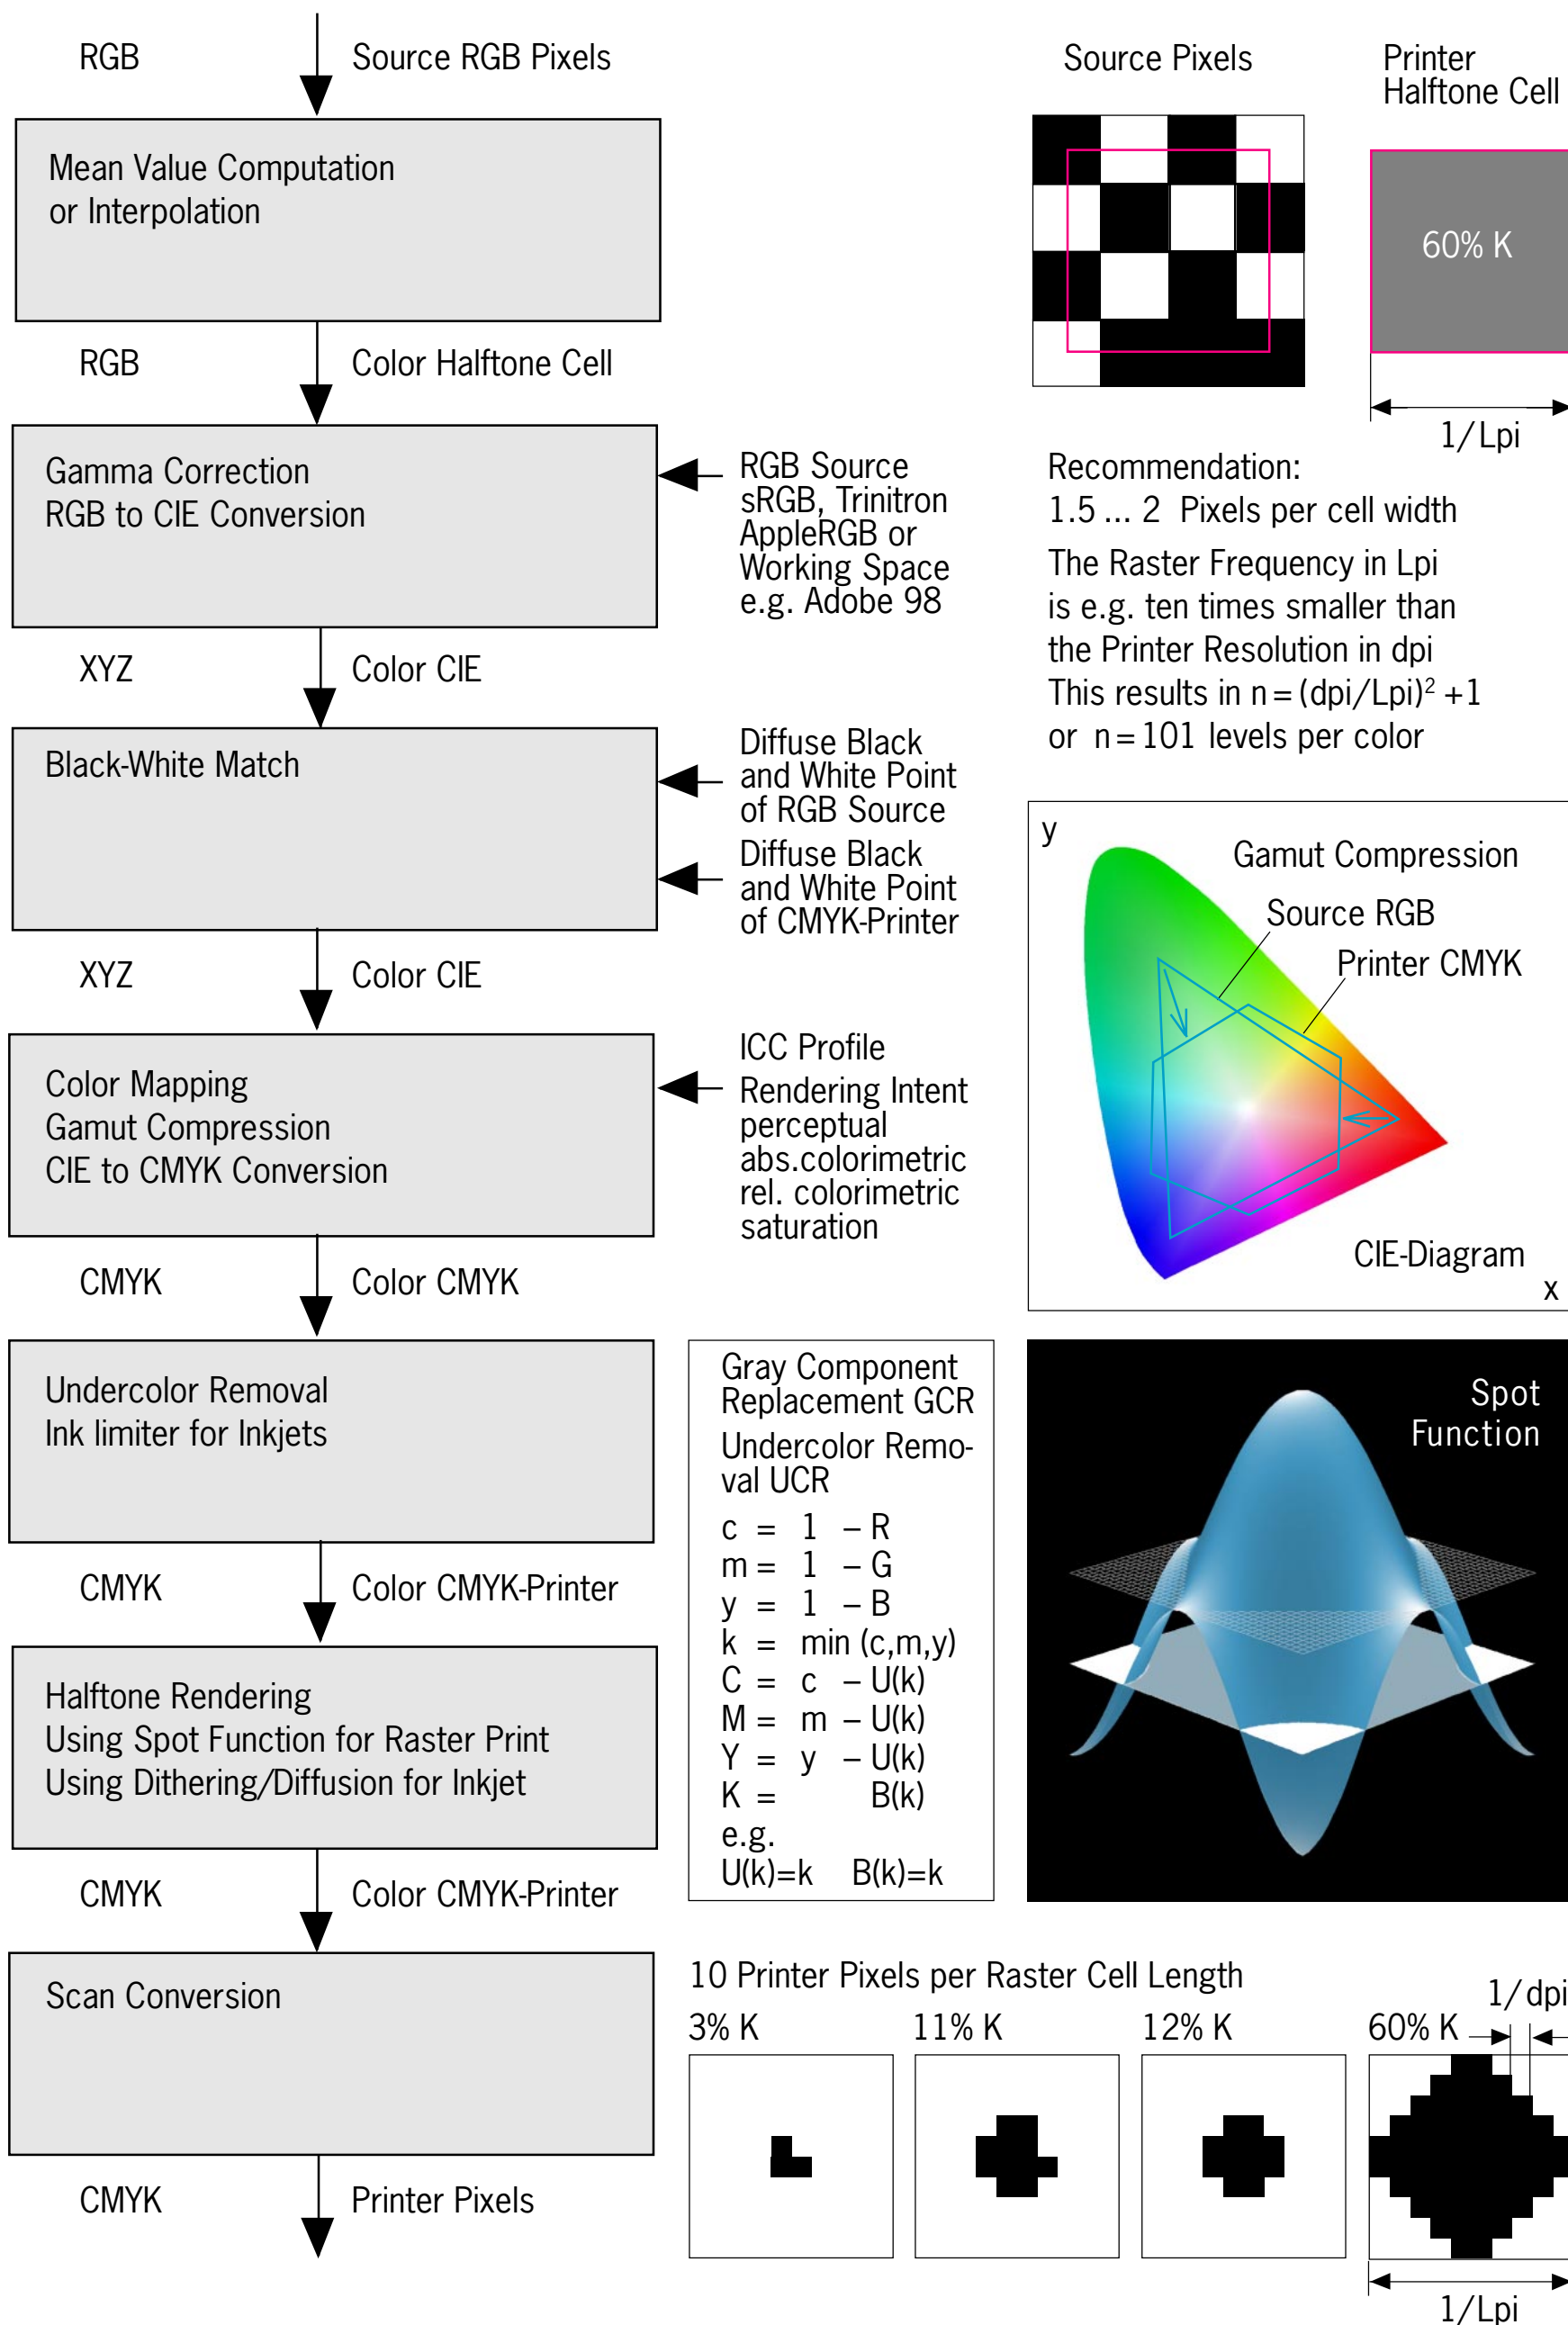 RGB
Source RGB Pixels
Mean Value Computation
or Interpolation
RGB
Color Halftone Cell
Gamma Correction
RGB to CIE Conversion
RGB Source
sRGB, Trinitron
AppleRGB or
Working Space
e.g. Adobe 98
XYZ
Color CIE
Black-White Match
Diffuse Black
and White Point
of RGB Source
Diffuse Black
and White Point
of CMYK-Printer
XYZ
Color CIE
Color Mapping
Gamut Compression
CIE to CMYK Conversion
ICC Profile
Rendering Intent
perceptual
abs.colorimetric
rel. colorimetric
saturation
CMYK
Color CMYK
Undercolor Removal
Ink limiter for Inkjets
CMYK
Color CMYK-Printer
Halftone Rendering
Using Spot Function for Raster Print
Using Dithering/Diffusion for Inkjet
CMYK
Color CMYK-Printer
Scan Conversion
CMYK
Printer Pixels
Source Pixels
Printer
Halftone Cell
60% K
1/Lpi
Recommendation:
1.5 ... 2 Pixels per cell width
The Raster Frequency in Lpi
is e.g. ten times smaller than
the Printer Resolution in dpi
This results in n = (dpi/Lpi)² +1
or n = 101 levels per color
y
Gamut Compression
Source RGB
Printer CMYK
CIE-Diagram
x
Gray Component
Replacement GCR
Undercolor Remo-
val UCR
c = 1 – R
m = 1 – G
y = 1 – B
k = min (c,m,y)
C = c – U(k)
M = m – U(k)
Y = y – U(k)
K = B(k)
e.g.
U(k)=k B(k)=k
Spot
Function
10 Printer Pixels per Raster Cell Length
3% K
11% K
12% K
60% K
1/dpi
1/Lpi